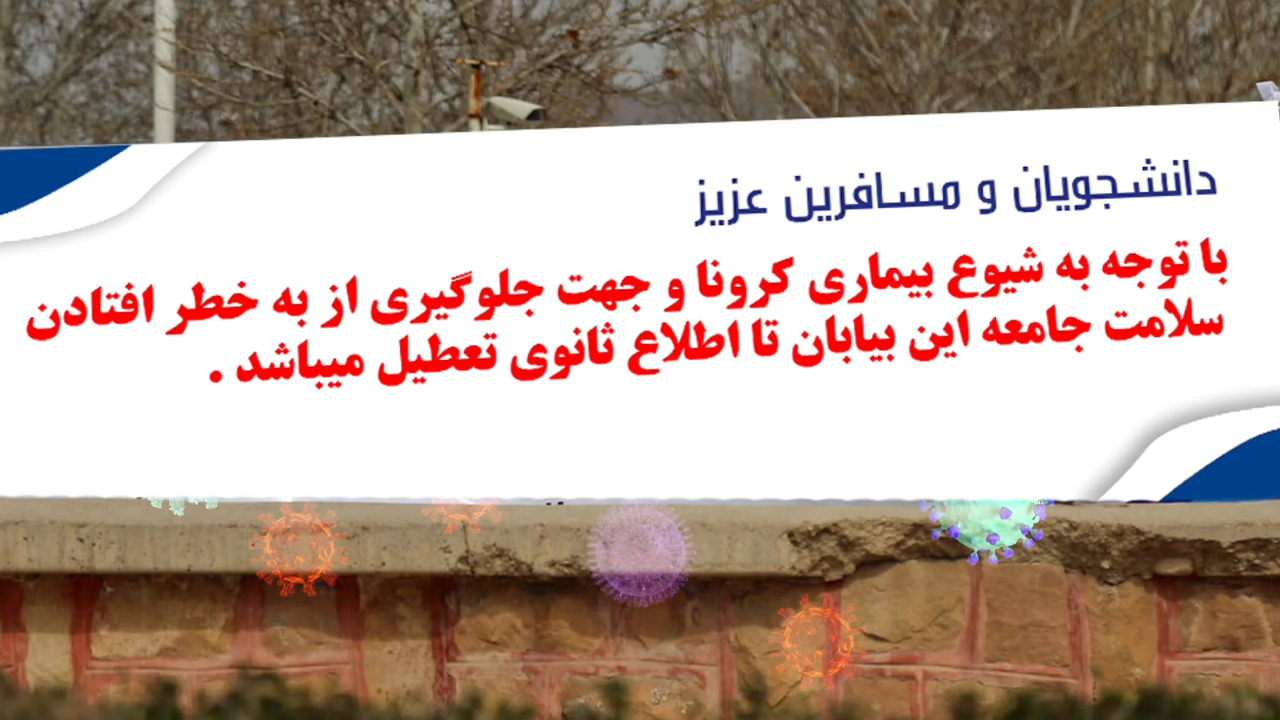 دانشجویان و مسافرین عزیز
با توجه به شیوع بیماری کرونا و جهت جلوگیری از به خطر افتادن
سلامت جامعه این بیابان تا اطلاع ثانوی تعطیل میباشد .